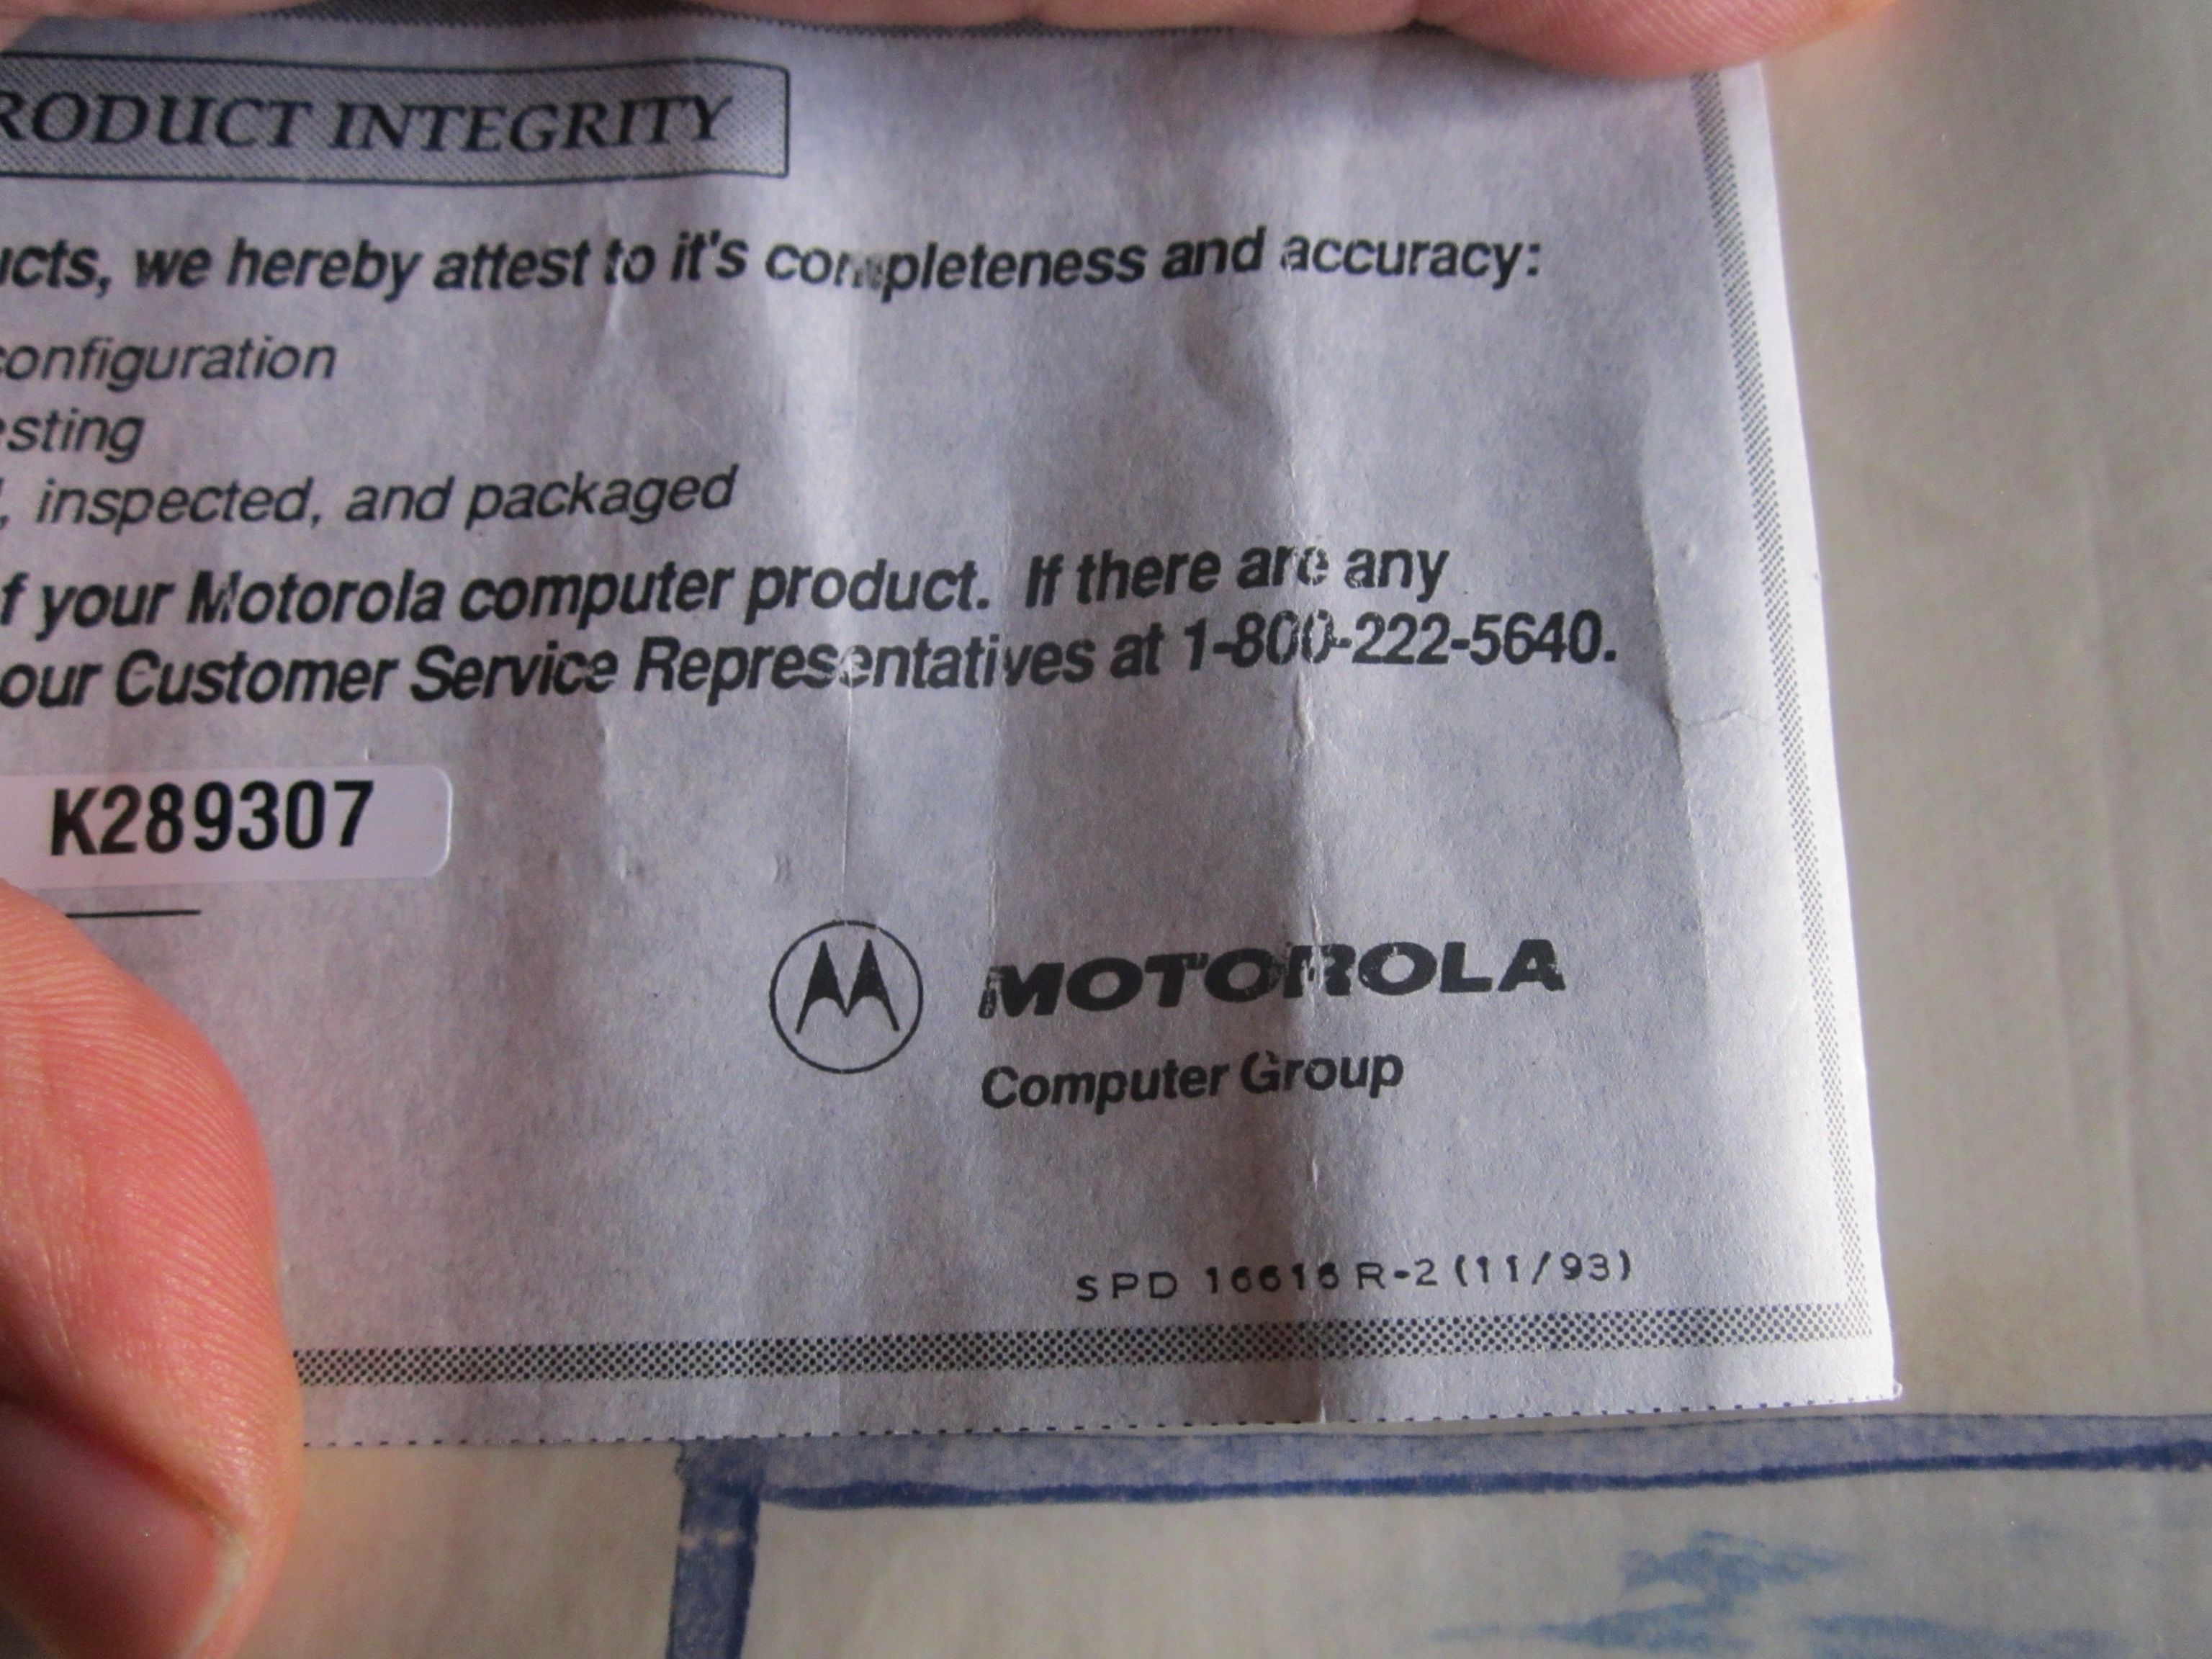 RODUCT INTEGRITY
ucts, we hereby attest to it's completeness and accuracy:
configuration
esting
, inspected, and packaged
f your Motorola computer product. If there are any
our Customer Service Representatives at 1-800-222-5640.
K289307
MOTOROLA
Computer Group
SPD 16616 R-2 (11/93)